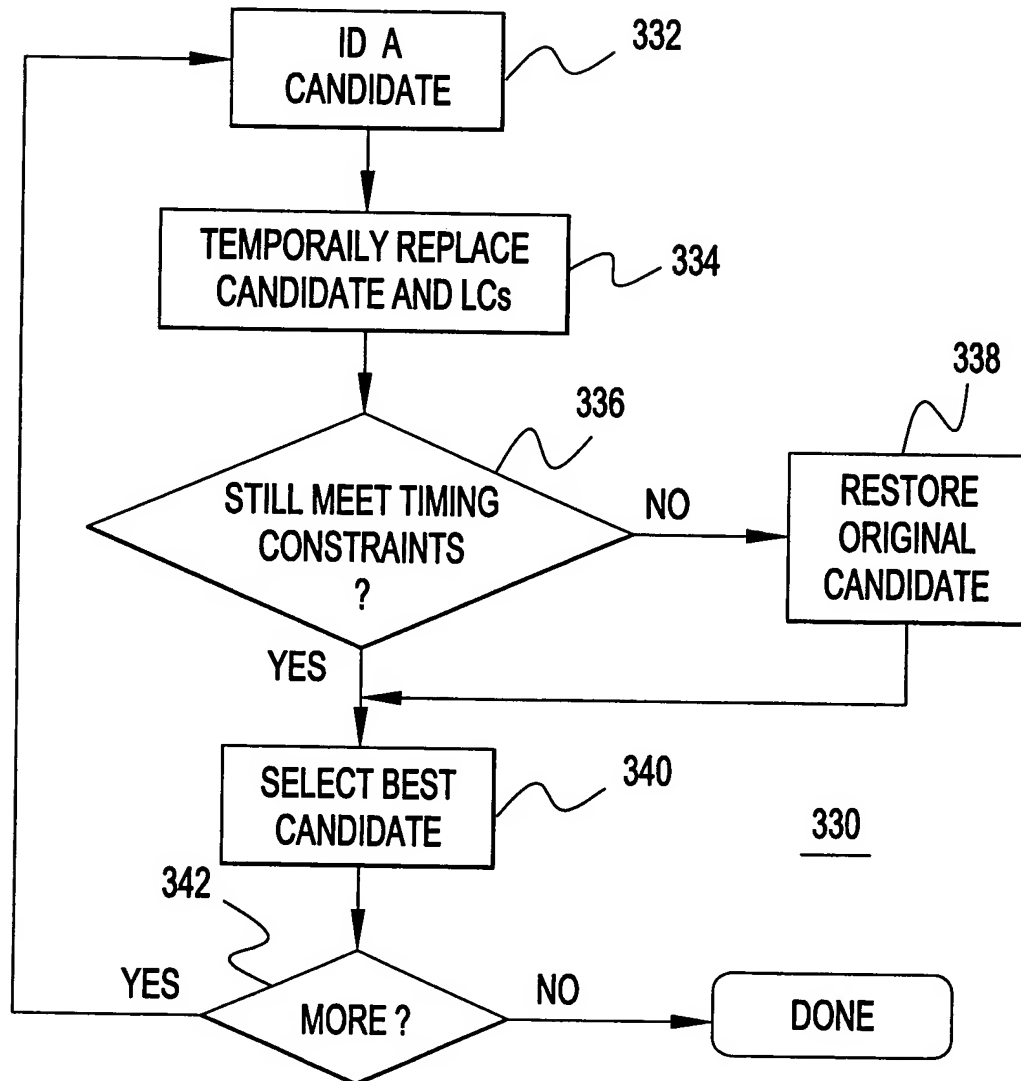 ID A
CANDIDATE
332
TEMPORAILY REPLACE
CANDIDATE AND LCs
334
336
STILL MEET TIMING
CONSTRAINTS
?
NO
338
RESTORE
ORIGINAL
CANDIDATE
YES
SELECT BEST
CANDIDATE
340
330
342
YES
MORE ?
NO
DONE